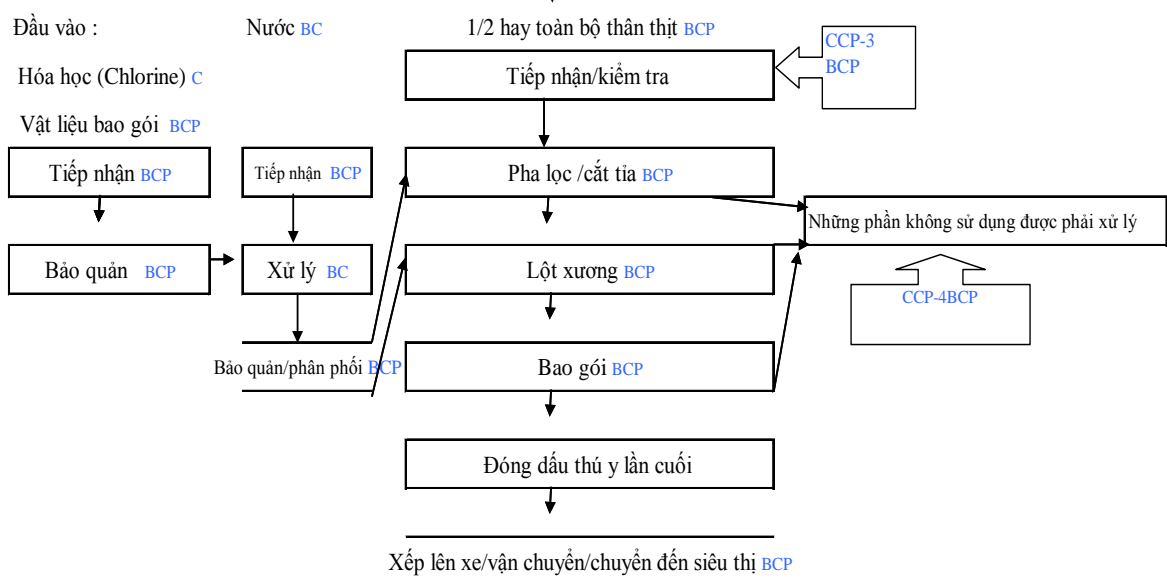 Đầu vào : Nước BC 1/2 hay toàn bộ thân thịt BCP
CCP-3
BCP
Hóa học (Chlorine) C
Tiếp nhận/kiểm tra
Vật liệu bao gói BCP
Tiếp nhận BCP
Tiếp nhận BCP
Pha lọc /cắt tỉa BCP
Những phần không sử dụng được phải xử lý
Bảo quản BCP
Xử lý BC
Lột xương BCP
CCP-4BCP
Bảo quản/phân phối BCP
Bao gói BCP
Đóng dấu thú y lần cuối
Xếp lên xe/vận chuyển/chuyển đến siêu thị BCP